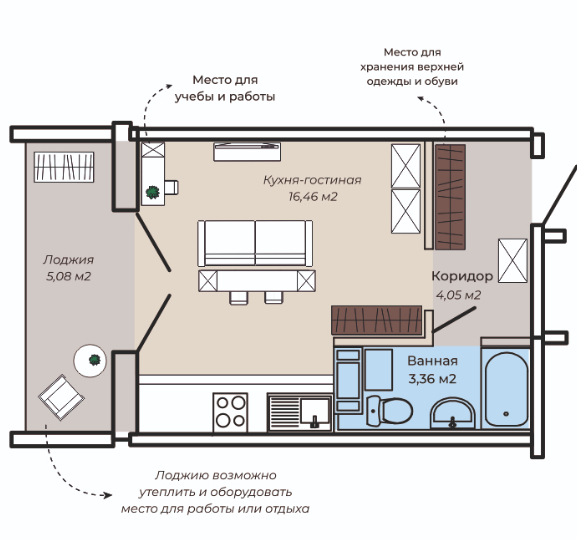 Место для
хранения верхней
одежды и обуви
Место для
учебы и работы
Кухня-гостиная
16,46 м2
Лоджия
5,08 м2
Коридор
4,05 м2
Ванная
3,36 м2
Лоджию возможно
утеплить и оборудовать
место для работы или отдыха